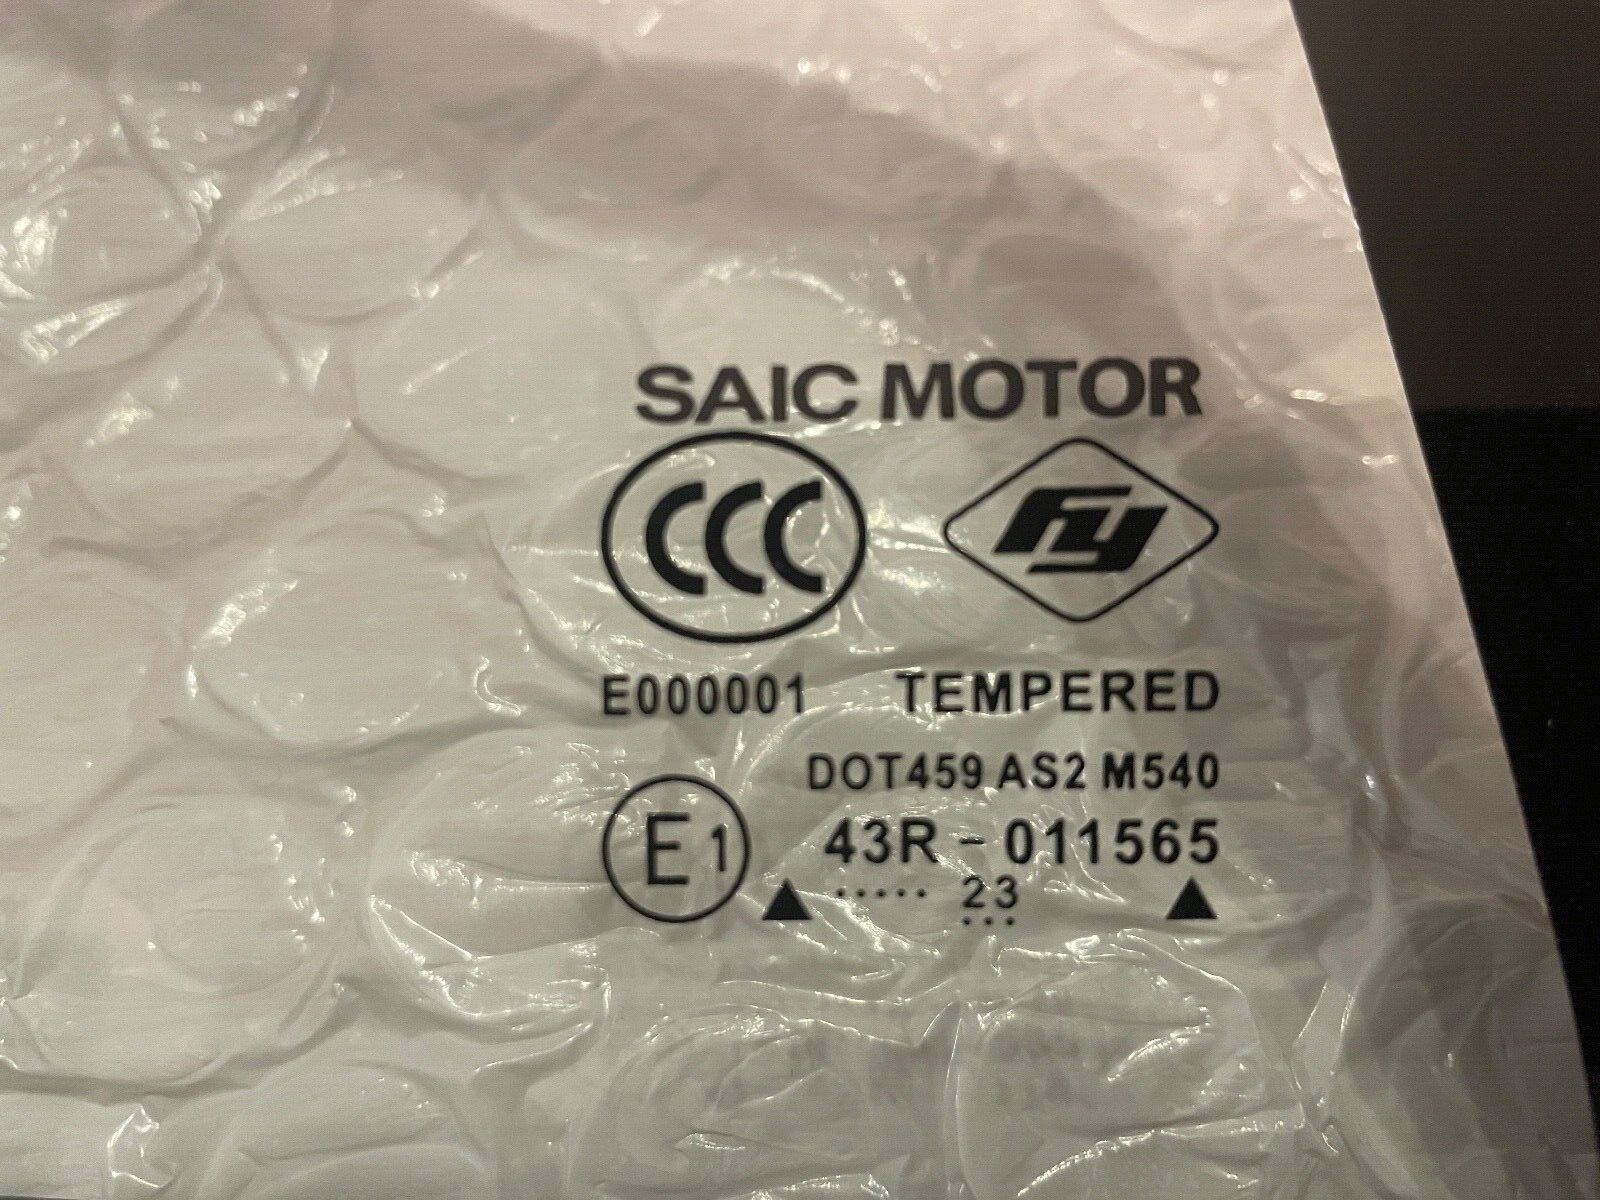 SAIC MOTOR
CCC fy
E000001 TEMPERED
DOT459 AS2 M540
E1 43R - 011565
..... 23
...